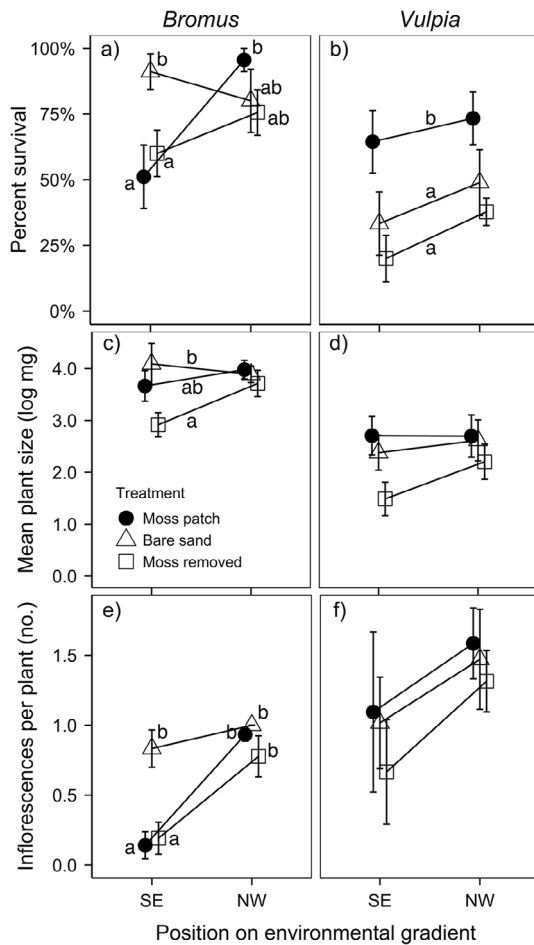 Bromus Vulpia
a) b)
100%
75%
50%
25%
0%
Percent survival
b b
ab
ab
a a
b
a
a
c) d)
4.0
3.0
2.0
1.0
0.0
Mean plant size (log mg)
b
ab
a
Treatment
Moss patch
Bare sand
Moss removed
e) f)
1.5
1.0
0.5
0.0
Inflorescences per plant (no.)
b b
b
b
a a
SE NW SE NW
Position on environmental gradient